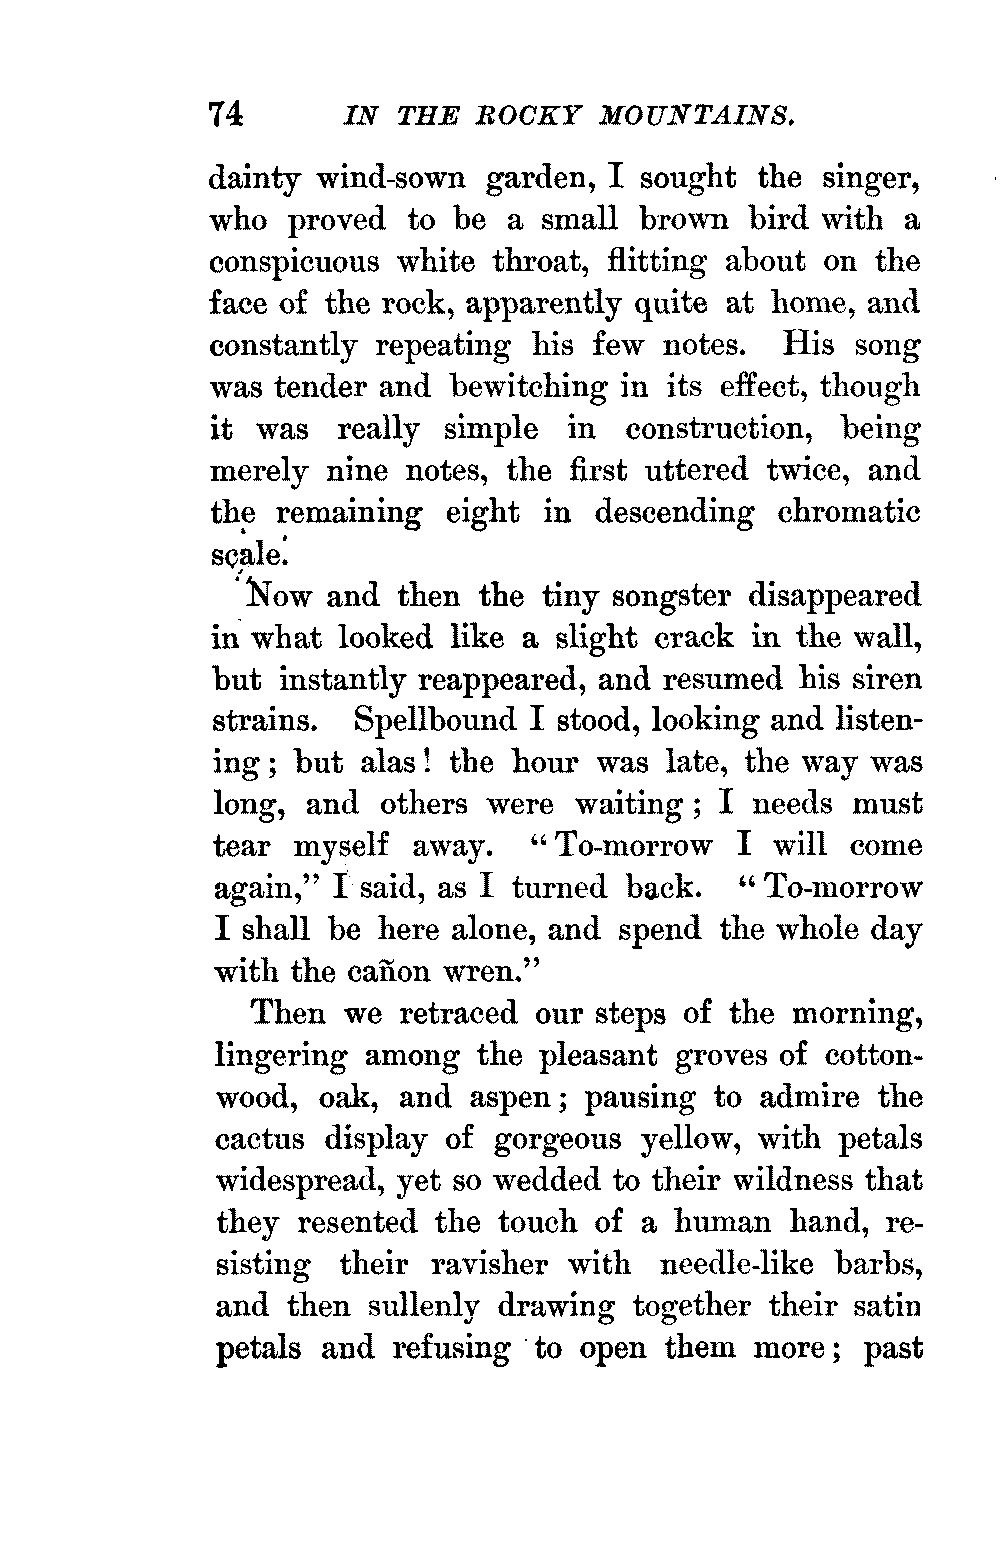 74 IN THE ROCKY MOUNTAINS.
dainty wind-sown garden, I sought the singer,
who proved to be a small brown bird with a
conspicuous white throat, flitting about on the
face of the rock, apparently quite at home, and
constantly repeating his few notes. His song
was tender and bewitching in its effect, though
it was really simple in construction, being
merely nine notes, the first uttered twice, and
the remaining eight in descending chromatic
scale.
Now and then the tiny songster disappeared
in what looked like a slight crack in the wall,
but instantly reappeared, and resumed his siren
strains. Spellbound I stood, looking and listen-
ing; but alas! the hour was late, the way was
long, and others were waiting; I needs must
tear myself away. “To-morrow I will come
again,” I said, as I turned back. “To-morrow
I shall be here alone, and spend the whole day
with the cañon wren.”
Then we retraced our steps of the morning,
lingering among the pleasant groves of cotton-
wood, oak, and aspen; pausing to admire the
cactus display of gorgeous yellow, with petals
widespread, yet so wedded to their wildness that
they resented the touch of a human hand, re-
sisting their ravisher with needle-like barbs,
and then sullenly drawing together their satin
petals and refusing to open them more; past